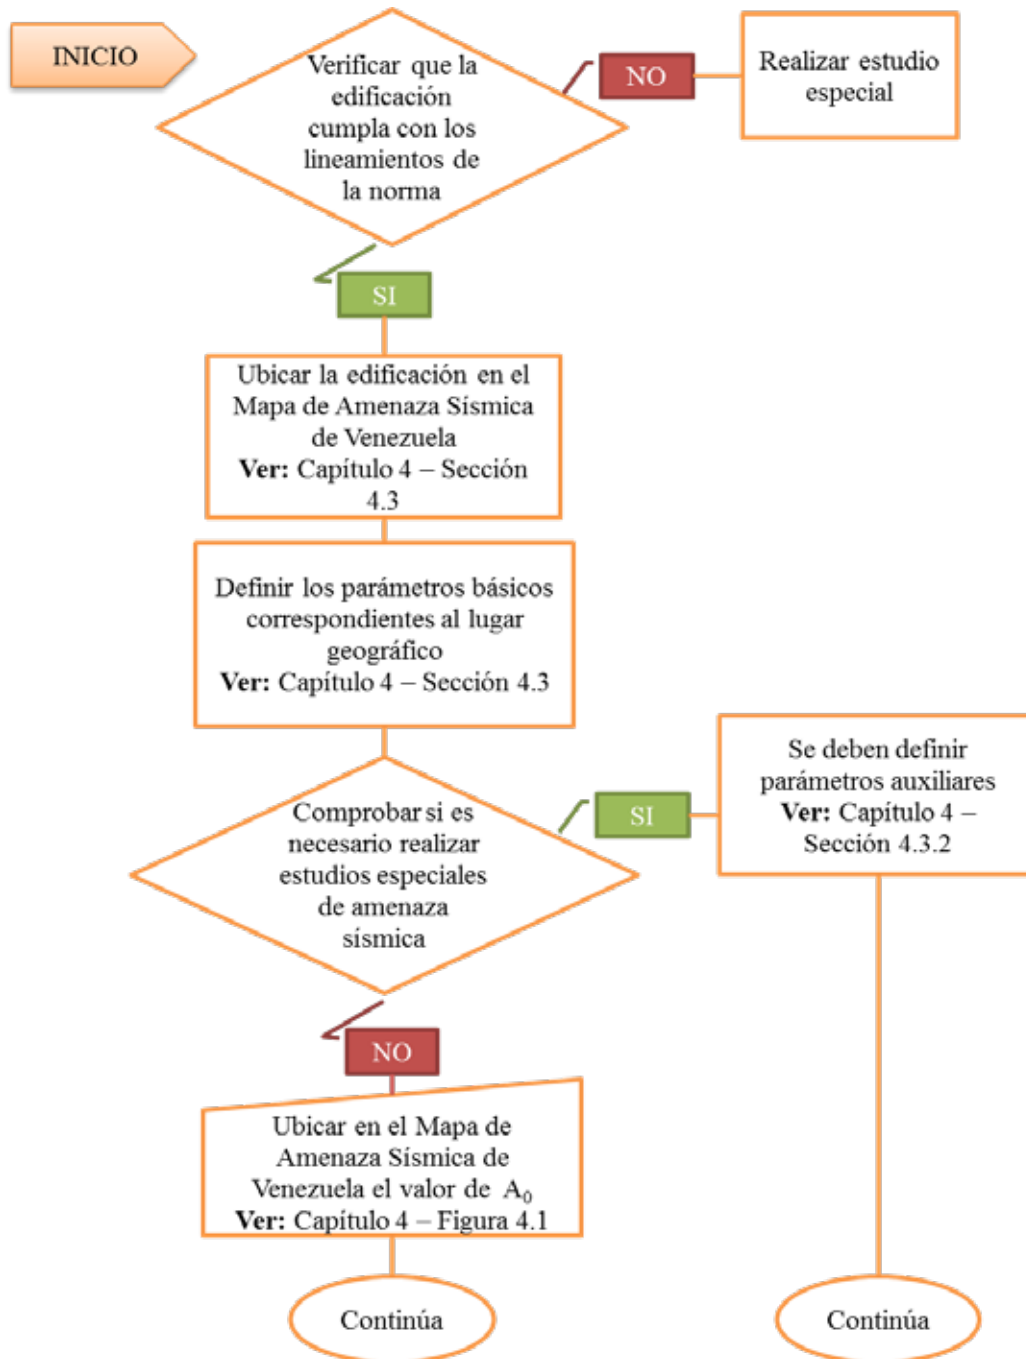 INICIO
Verificar que la
edificación
cumpla con los
lineamientos de
la norma
NO
Realizar estudio
especial
SI
Ubicar la edificación en el
Mapa de Amenaza Sísmica
de Venezuela
Ver: Capítulo 4 – Sección
4.3
Definir los parámetros básicos
correspondientes al lugar
geográfico
Ver: Capítulo 4 – Sección 4.3
Comprobar si es
necesario realizar
estudios especiales
de amenaza
sísmica
SI
Se deben definir
parámetros auxiliares
Ver: Capítulo 4 –
Sección 4.3.2
NO
Ubicar en el Mapa de
Amenaza Sísmica de
Venezuela el valor de A₀
Ver: Capítulo 4 – Figura 4.1
Continúa
Continúa